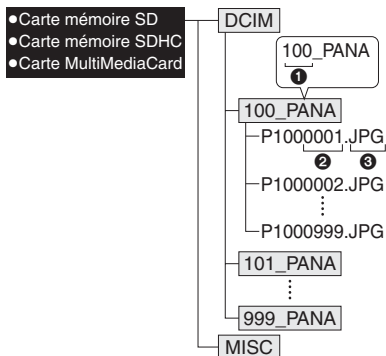 ●Carte mémoire SD
●Carte mémoire SDHC
●Carte MultiMediaCard
DCIM
100_PANA
❶
100_PANA
P1000001.JPG
❷ ❸
P1000002.JPG
P1000999.JPG
101_PANA
999_PANA
MISC